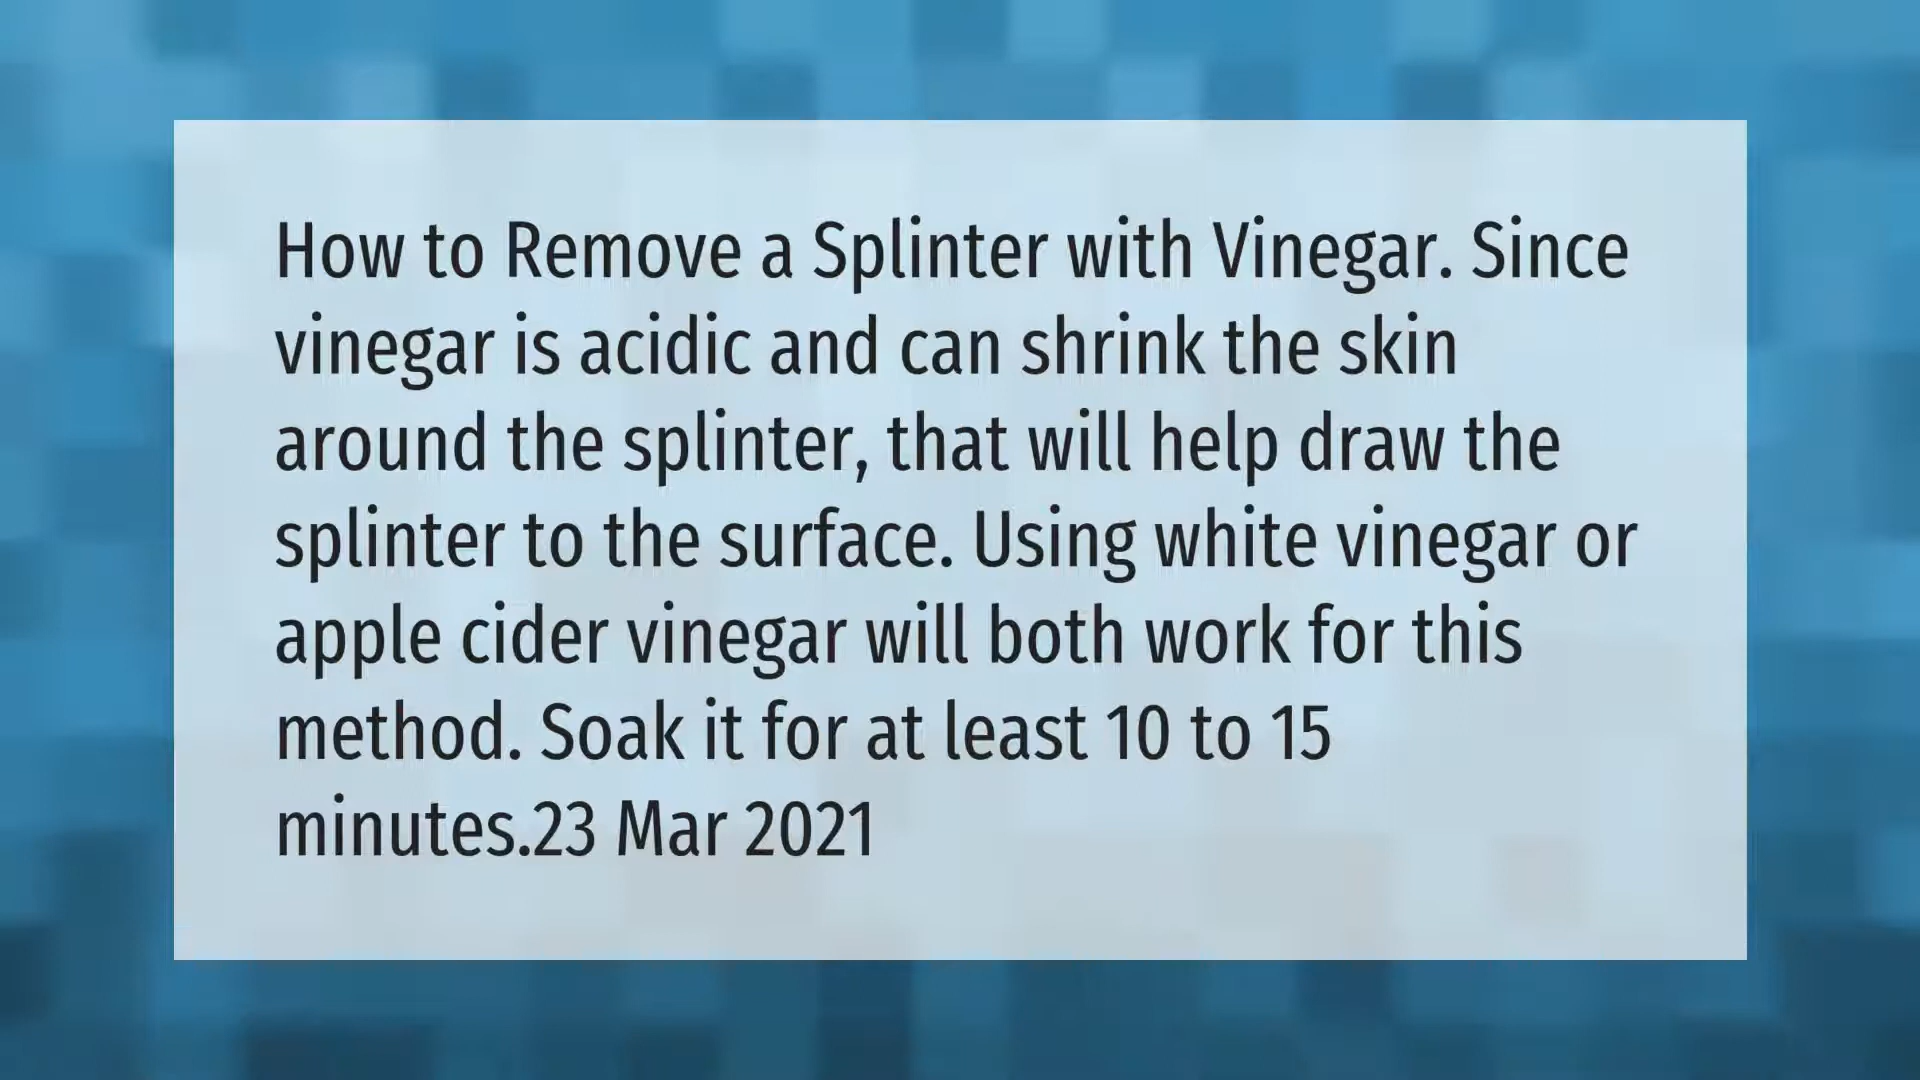 How to Remove a Splinter with Vinegar. Since
vinegar is acidic and can shrink the skin
around the splinter, that will help draw the
splinter to the surface. Using white vinegar or
apple cider vinegar will both work for this
method. Soak it for at least 10 to 15
minutes.23 Mar 2021